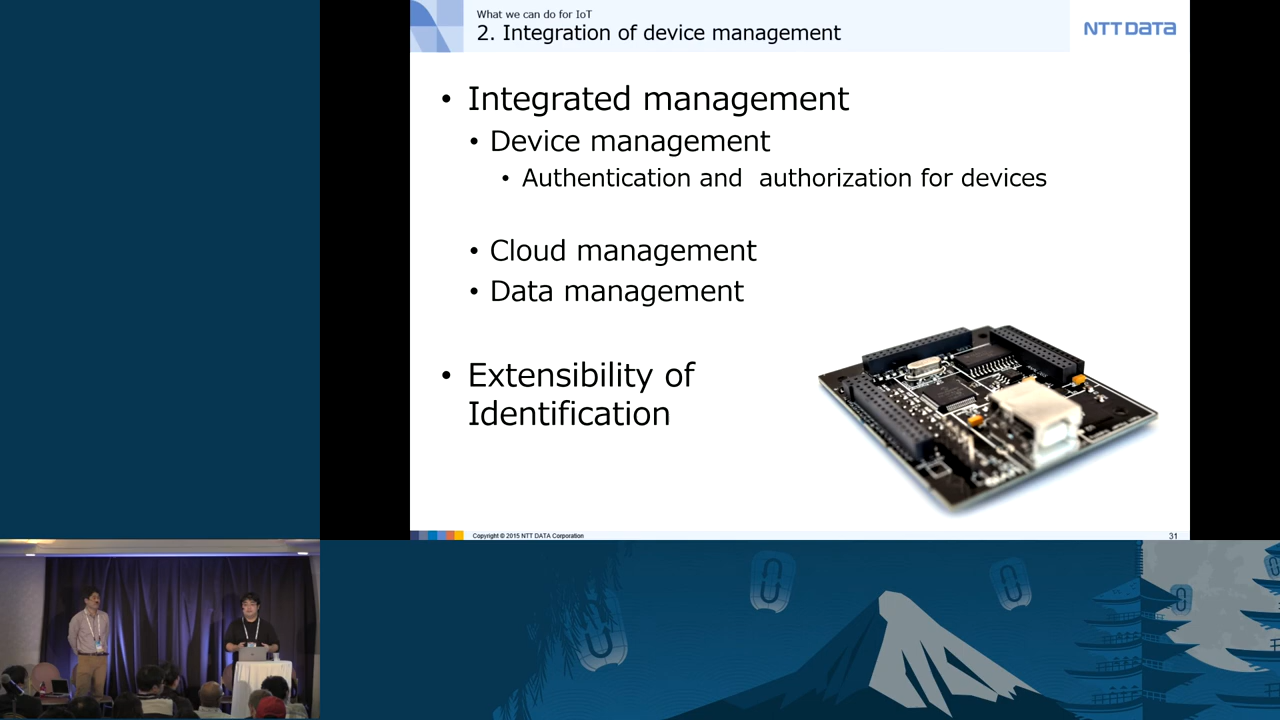 What we can do for IoT
2. Integration of device management
NTT DATA
• Integrated management
• Device management
• Authentication and  authorization for devices
• Cloud management
• Data management
• Extensibility of
Identification
Copyright © 2015 NTT DATA Corporation
31